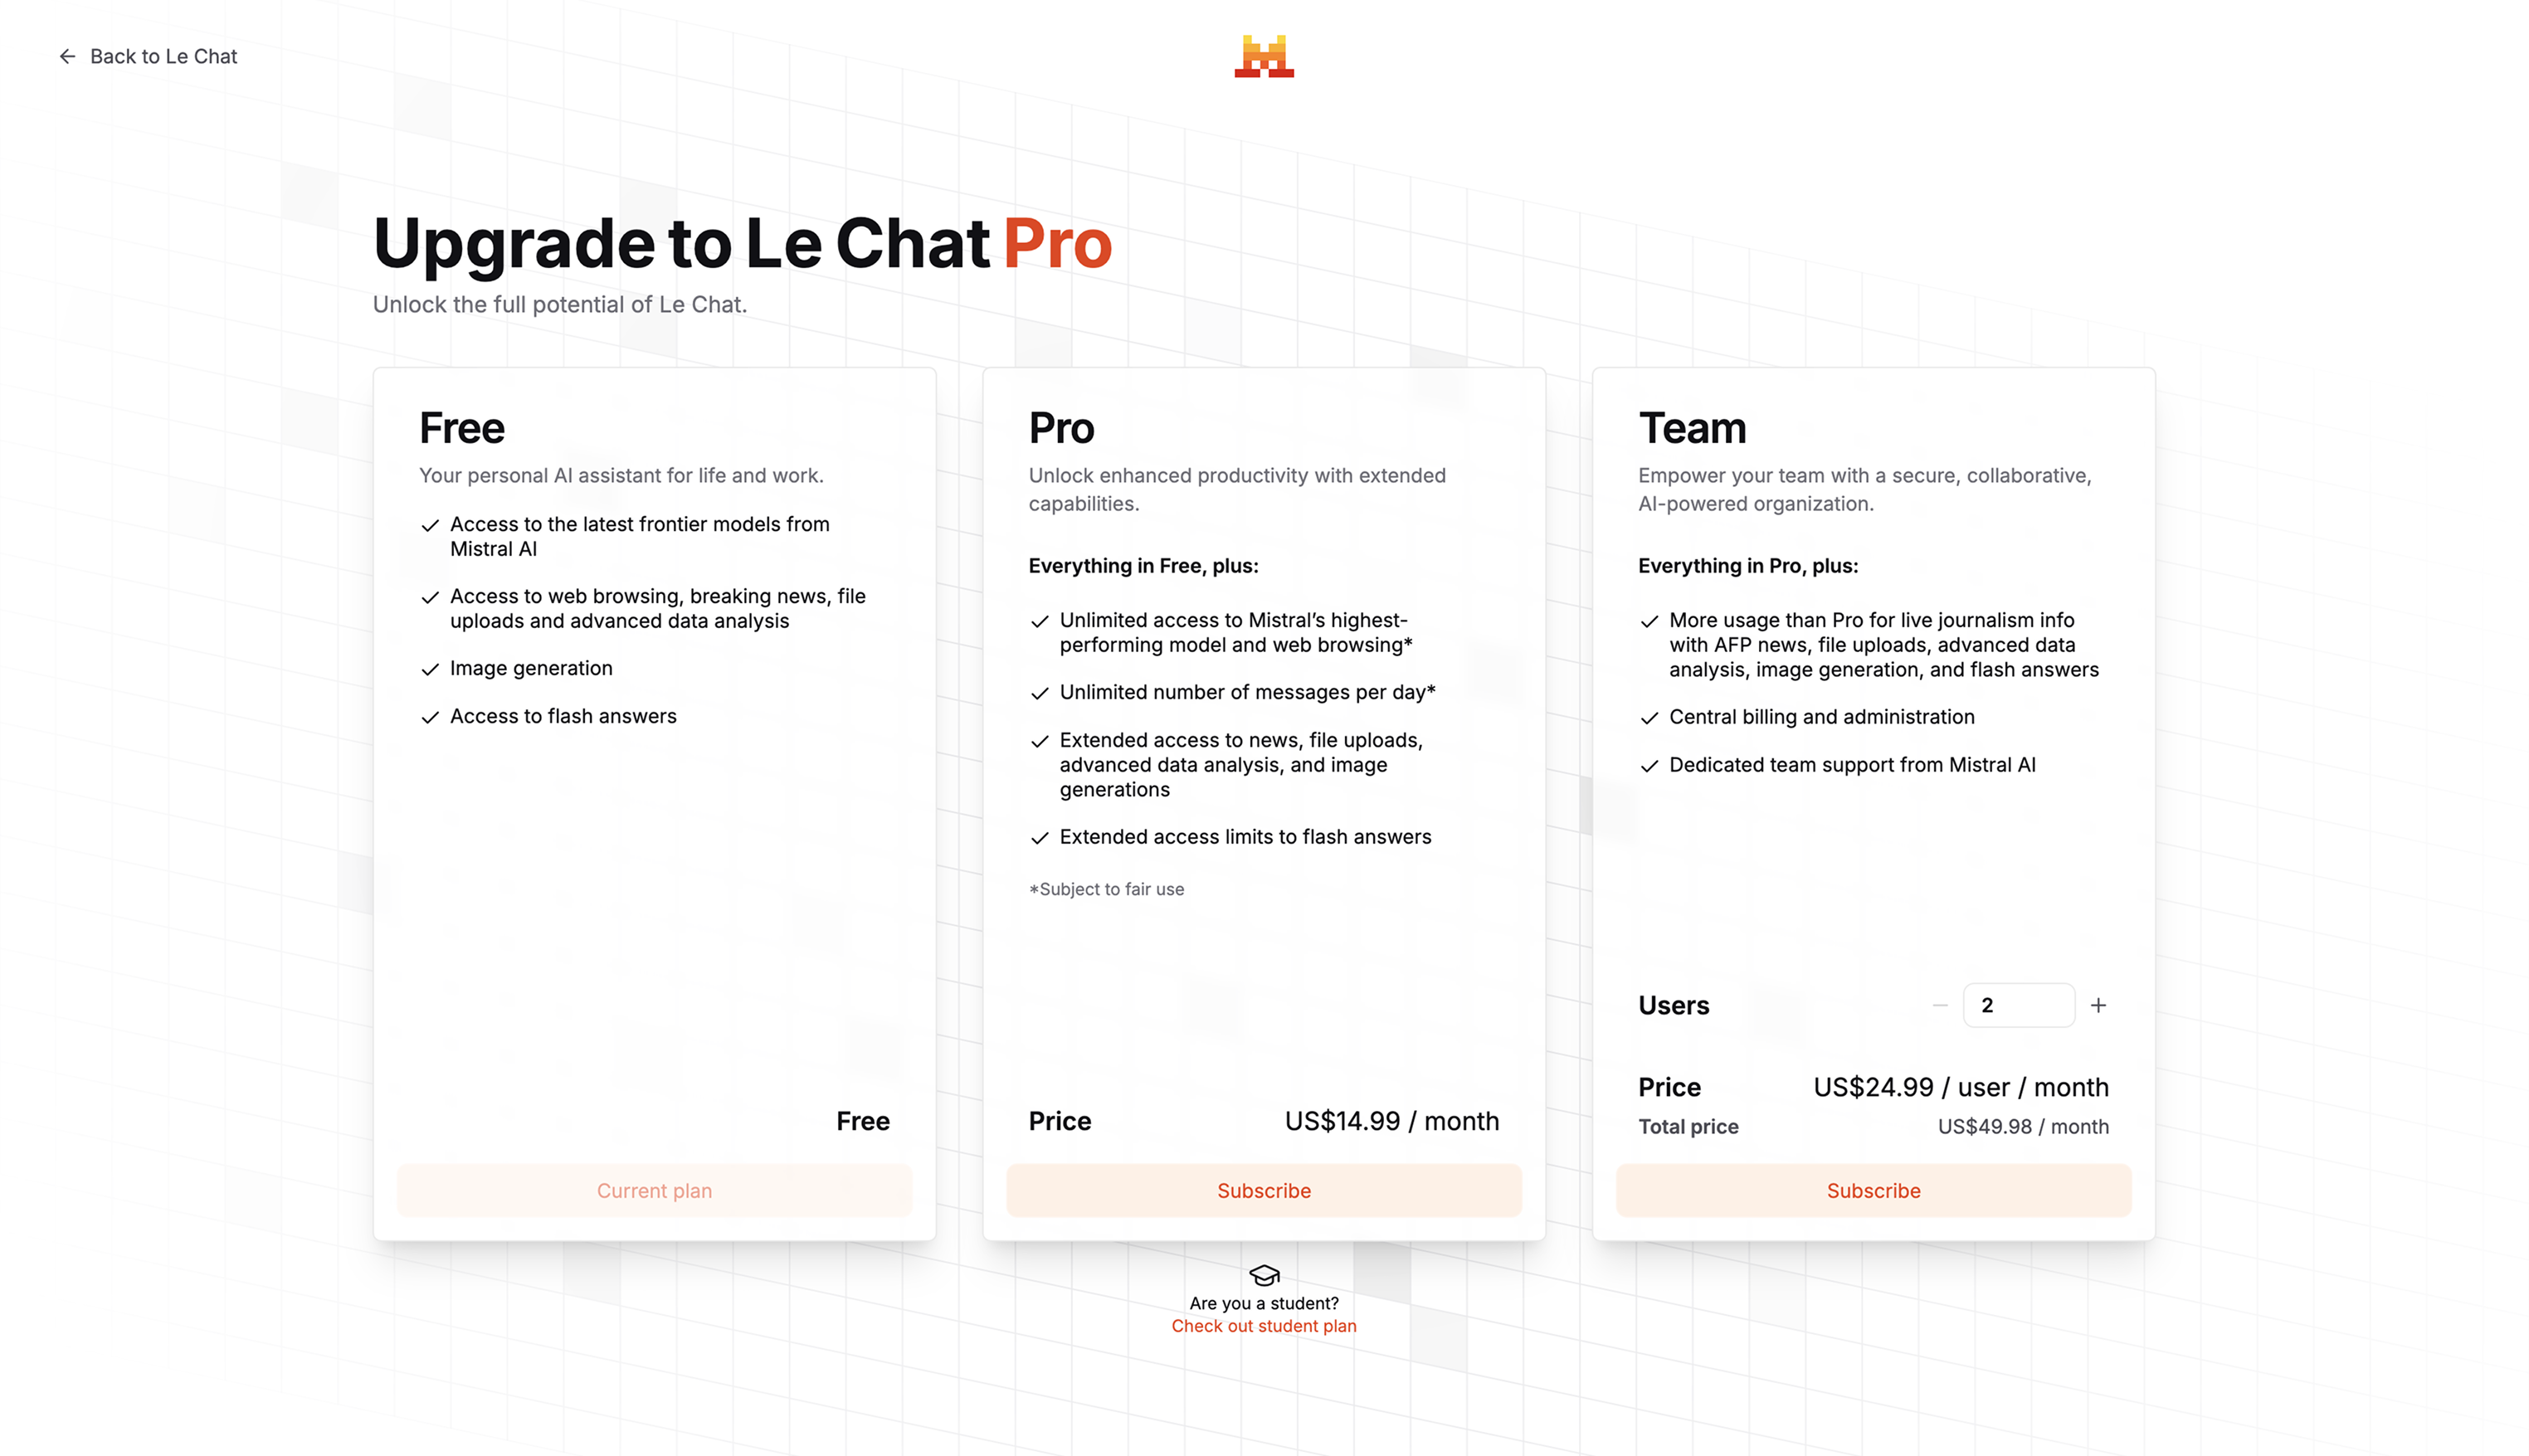 Back to Le Chat
Upgrade to Le Chat Pro
Unlock the full potential of Le Chat.
Free
Your personal AI assistant for life and work.
Access to the latest frontier models from
Mistral AI
Access to web browsing, breaking news, file
uploads and advanced data analysis
Image generation
Access to flash answers
Free
Current plan
Pro
Unlock enhanced productivity with extended
capabilities.
Everything in Free, plus:
Unlimited access to Mistral’s highest-
performing model and web browsing*
Unlimited number of messages per day*
Extended access to news, file uploads,
advanced data analysis, and image
generations
Extended access limits to flash answers
*Subject to fair use
Price US$14.99 / month
Subscribe
Team
Empower your team with a secure, collaborative,
AI-powered organization.
Everything in Pro, plus:
More usage than Pro for live journalism info
with AFP news, file uploads, advanced data
analysis, image generation, and flash answers
Central billing and administration
Dedicated team support from Mistral AI
Users 2
Price US$24.99 / user / month
Total price US$49.98 / month
Subscribe
Are you a student?
Check out student plan